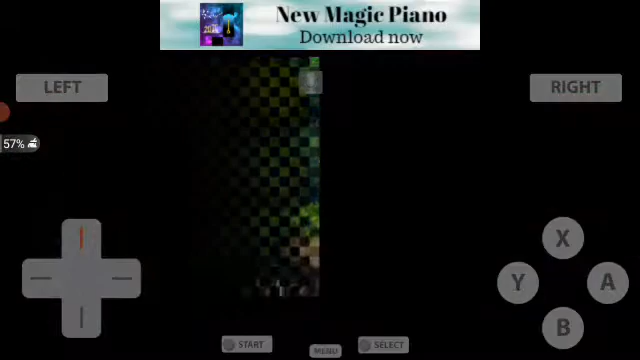 New Magic Piano
Download now
LEFT
RIGHT
57%
X
Y
A
B
START
MENU
SELECT